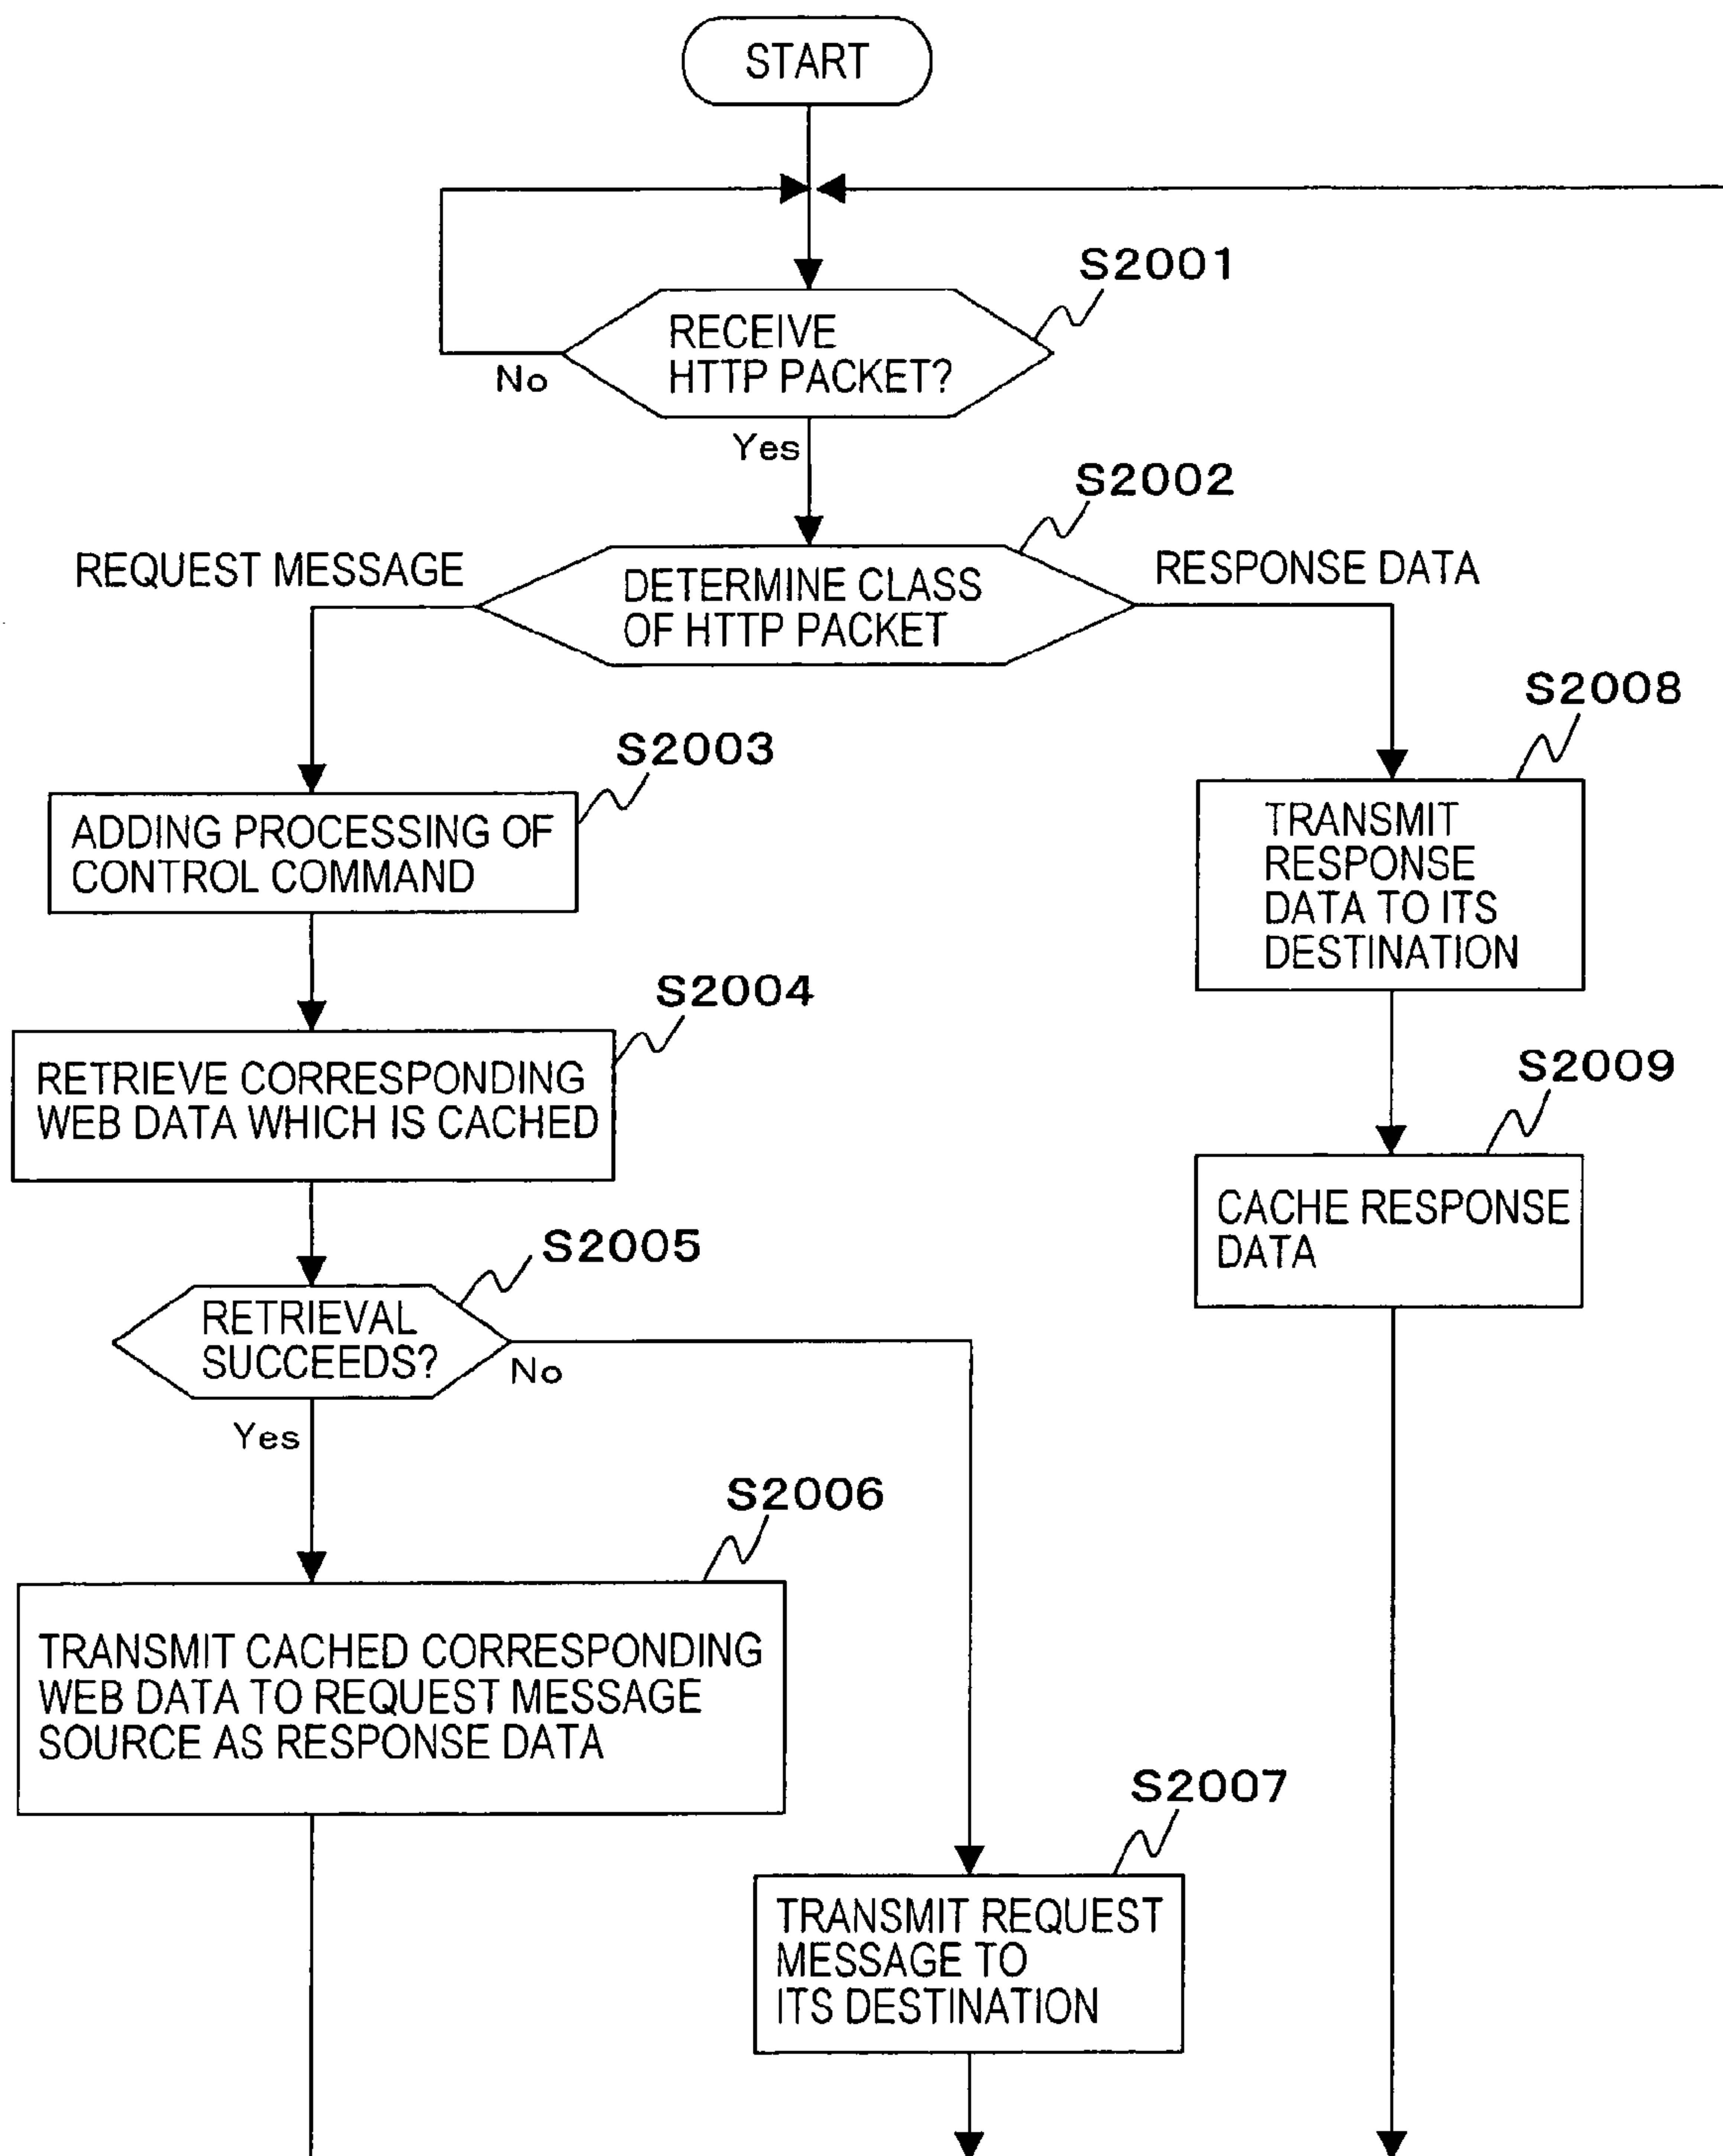 START
S2001
RECEIVE
HTTP PACKET?
No
Yes
S2002
REQUEST MESSAGE
DETERMINE CLASS
OF HTTP PACKET
RESPONSE DATA
S2003
ADDING PROCESSING OF
CONTROL COMMAND
S2008
TRANSMIT
RESPONSE
DATA TO ITS
DESTINATION
S2004
RETRIEVE CORRESPONDING
WEB DATA WHICH IS CACHED
S2009
CACHE RESPONSE
DATA
S2005
RETRIEVAL
SUCCEEDS?
No
Yes
S2006
TRANSMIT CACHED CORRESPONDING
WEB DATA TO REQUEST MESSAGE
SOURCE AS RESPONSE DATA
S2007
TRANSMIT REQUEST
MESSAGE TO
ITS DESTINATION